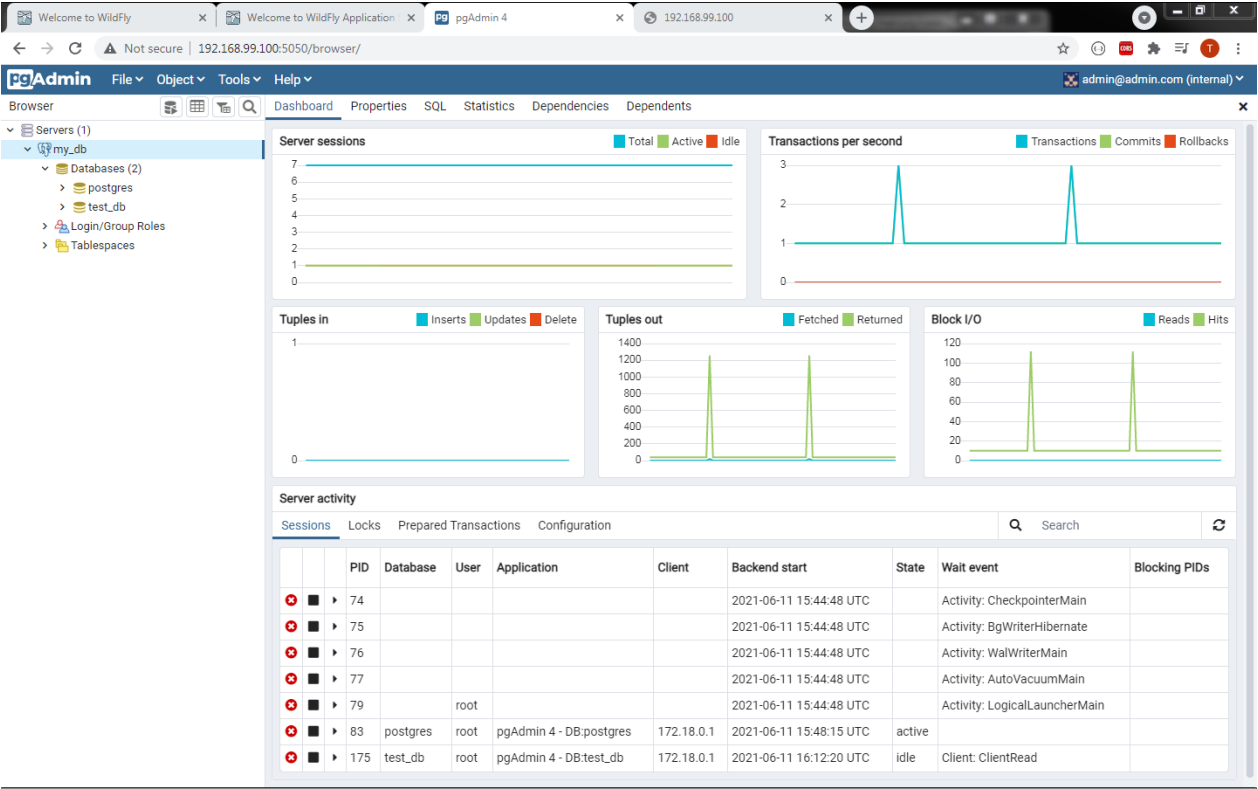 Welcome to WildFly
Welcome to WildFly Application
pgAdmin 4
192.168.99.100
Not secure | 192.168.99.100:5050/browser/
CORS
T
pgAdmin File Object Tools Help admin@admin.com (internal)
Browser
Dashboard Properties SQL Statistics Dependencies Dependents
Servers (1)
my_db
Databases (2)
postgres
test_db
Login/Group Roles
Tablespaces
Server sessions Total Active Idle
7
6
5
4
3
2
1
0
Transactions per second Transactions Commits Rollbacks
3
2
1
0
Tuples in Inserts Updates Delete
1
0
Tuples out Fetched Returned
1400
1200
1000
800
600
400
200
0
Block I/O Reads Hits
120
100
80
60
40
20
0
Server activity
Sessions Locks Prepared Transactions Configuration Search
PID Database User Application Client Backend start State Wait event Blocking PIDs
74 2021-06-11 15:44:48 UTC Activity: CheckpointerMain
75 2021-06-11 15:44:48 UTC Activity: BgWriterHibernate
76 2021-06-11 15:44:48 UTC Activity: WalWriterMain
77 2021-06-11 15:44:48 UTC Activity: AutoVacuumMain
79 root 2021-06-11 15:44:48 UTC Activity: LogicalLauncherMain
83 postgres root pgAdmin 4 - DB:postgres 172.18.0.1 2021-06-11 15:48:15 UTC active
175 test_db root pgAdmin 4 - DB:test_db 172.18.0.1 2021-06-11 16:12:20 UTC idle Client: ClientRead